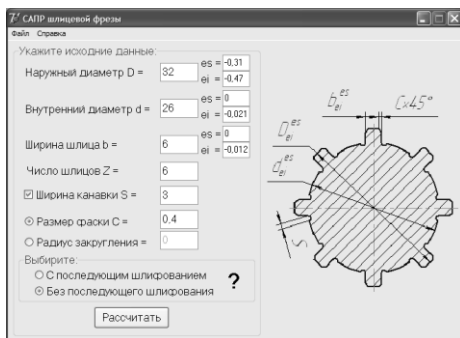 САПР шлицевой фрезы
Файл Справка
Укажите исходние данные:
Наружный диаметр D = 32 es = -0,31
ei = -0,47
Внутренний диаметр d = 26 es = 0
ei = -0,021
Ширина шлица b = 6 es = 0
ei = -0,012
Число шлицов Z = 6
Ширина канавки S = 3
Размер фаски C = 0,4
Радиус закругления = 0
Выбирите:
С последующим шлифованием
Без последующего шлифования
?
Рассчитать
b es ei
C×45°
D es ei
d es ei
S